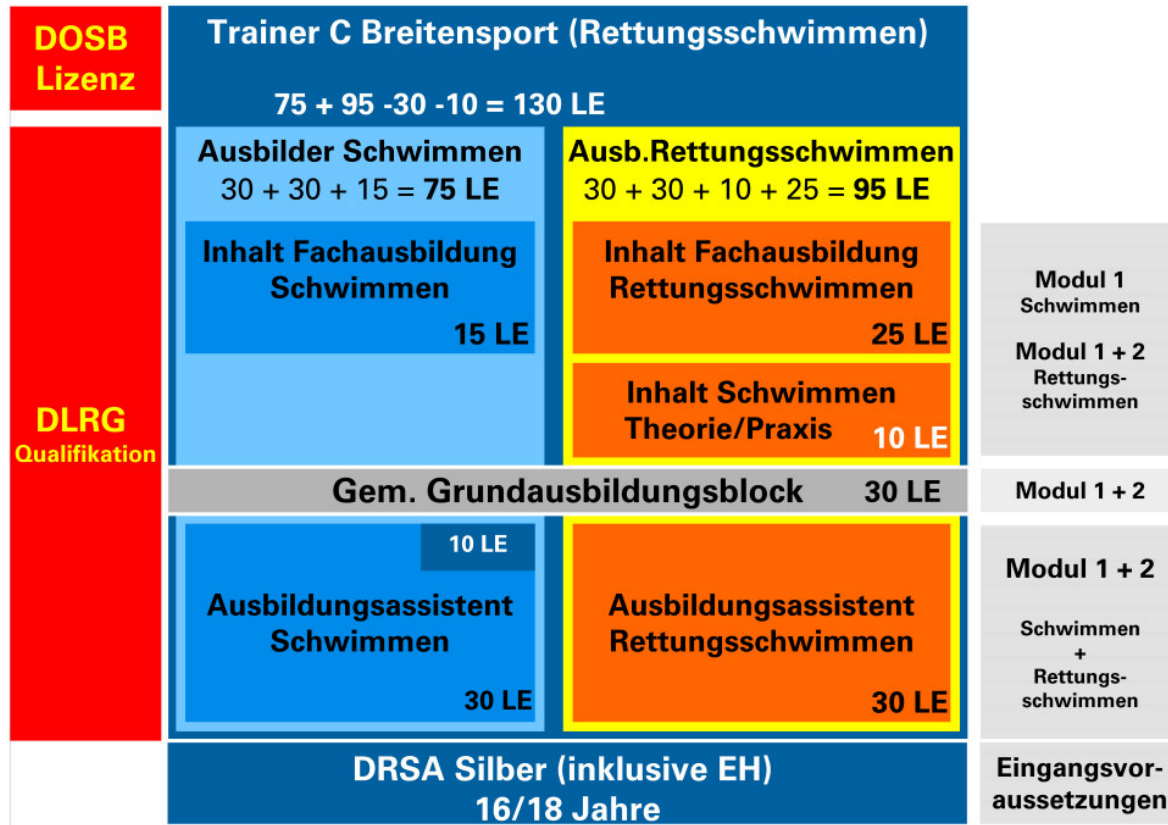 DOSB
Lizenz
Trainer C Breitensport (Rettungsschwimmen)
75 + 95 -30 -10 = 130 LE
DLRG
Qualifikation
Ausbilder Schwimmen
30 + 30 + 15 = 75 LE
Inhalt Fachausbildung
Schwimmen
15 LE
Ausb.Rettungsschwimmen
30 + 30 + 10 + 25 = 95 LE
Inhalt Fachausbildung
Rettungsschwimmen
25 LE
Inhalt Schwimmen
Theorie/Praxis
10 LE
Modul 1
Schwimmen
Modul 1 + 2
Rettungs-
schwimmen
Gem. Grundausbildungsblock 30 LE
Modul 1 + 2
10 LE
Ausbildungsassistent
Schwimmen
30 LE
Ausbildungsassistent
Rettungsschwimmen
30 LE
Modul 1 + 2
Schwimmen
+
Rettungs-
schwimmen
DRSA Silber (inklusive EH)
16/18 Jahre
Eingangsvor-
aussetzungen